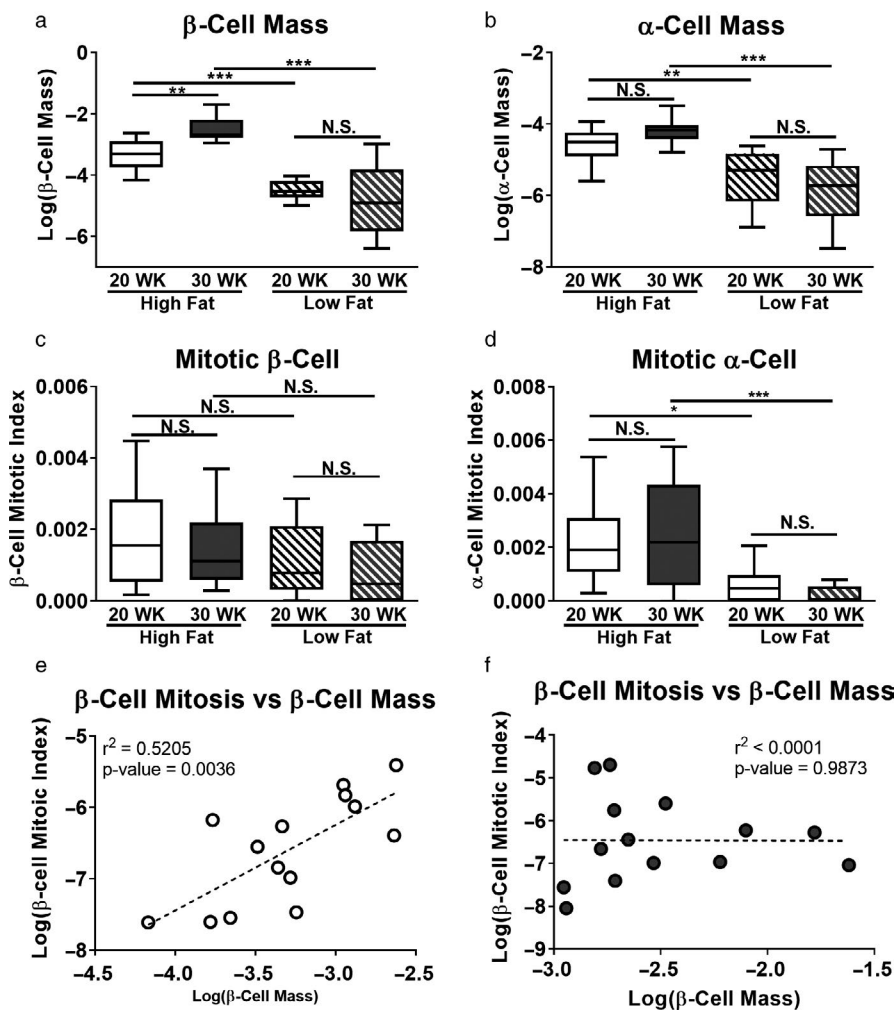 a
β-Cell Mass
Log(β-Cell Mass)
0
−2
−4
−6
***
***
**
N.S.
20 WK 30 WK 20 WK 30 WK
High Fat Low Fat
b
α-Cell Mass
Log(α-Cell Mass)
−2
−4
−6
−8
***
**
N.S.
N.S.
20 WK 30 WK 20 WK 30 WK
High Fat Low Fat
c
Mitotic β-Cell
β-Cell Mitotic Index
0.006
0.004
0.002
0.000
N.S.
N.S.
N.S.
N.S.
20 WK 30 WK 20 WK 30 WK
High Fat Low Fat
d
Mitotic α-Cell
α-Cell Mitotic Index
0.008
0.006
0.004
0.002
0.000
***
*
N.S.
N.S.
20 WK 30 WK 20 WK 30 WK
High Fat Low Fat
e
β-Cell Mitosis vs β-Cell Mass
Log(β-cell Mitoic Index)
r² = 0.5205
p-value = 0.0036
−5
−6
−7
−8
−4.5 −4.0 −3.5 −3.0 −2.5
Log(β-Cell Mass)
f
β-Cell Mitosis vs β-Cell Mass
Log(β-Cell Mitotic Index)
r² < 0.0001
p-value = 0.9873
−4
−5
−6
−7
−8
−9
−3.0 −2.5 −2.0 −1.5
Log(β-Cell Mass)